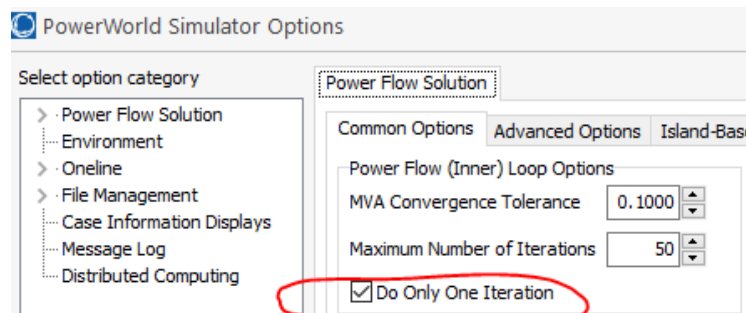 PowerWorld Simulator Options
Select option category
Power Flow Solution
Environment
Oneline
File Management
Case Information Displays
Message Log
Distributed Computing
Power Flow Solution
Common Options Advanced Options Island-Bas
Power Flow (Inner) Loop Options
MVA Convergence Tolerance 0.1000
Maximum Number of Iterations 50
Do Only One Iteration